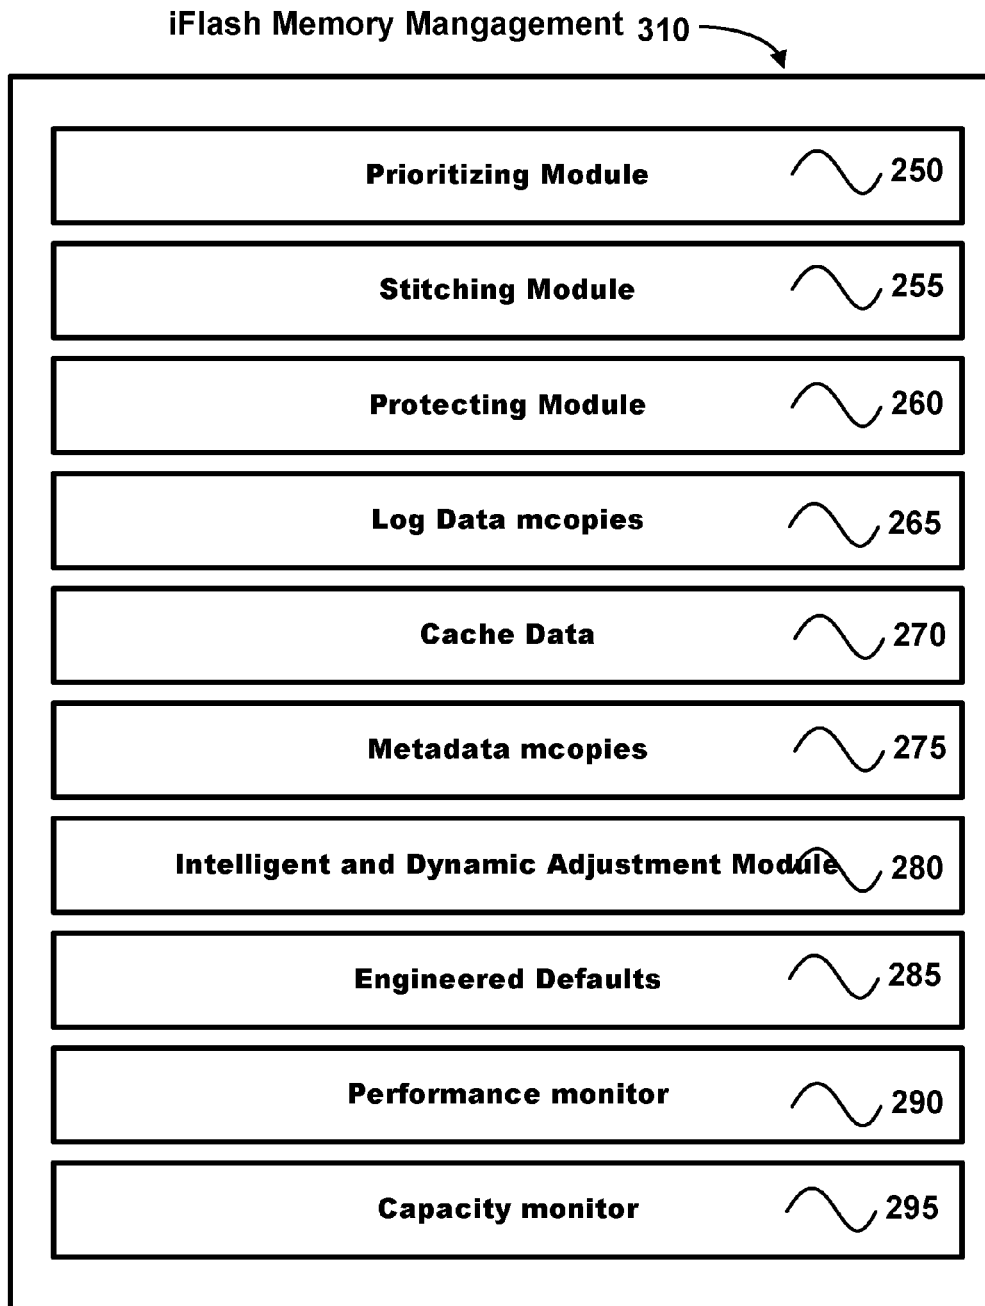 iFlash Memory Mangagement 310
Prioritizing Module 250
Stitching Module 255
Protecting Module 260
Log Data mcopies 265
Cache Data 270
Metadata mcopies 275
Intelligent and Dynamic Adjustment Module 280
Engineered Defaults 285
Performance monitor 290
Capacity monitor 295